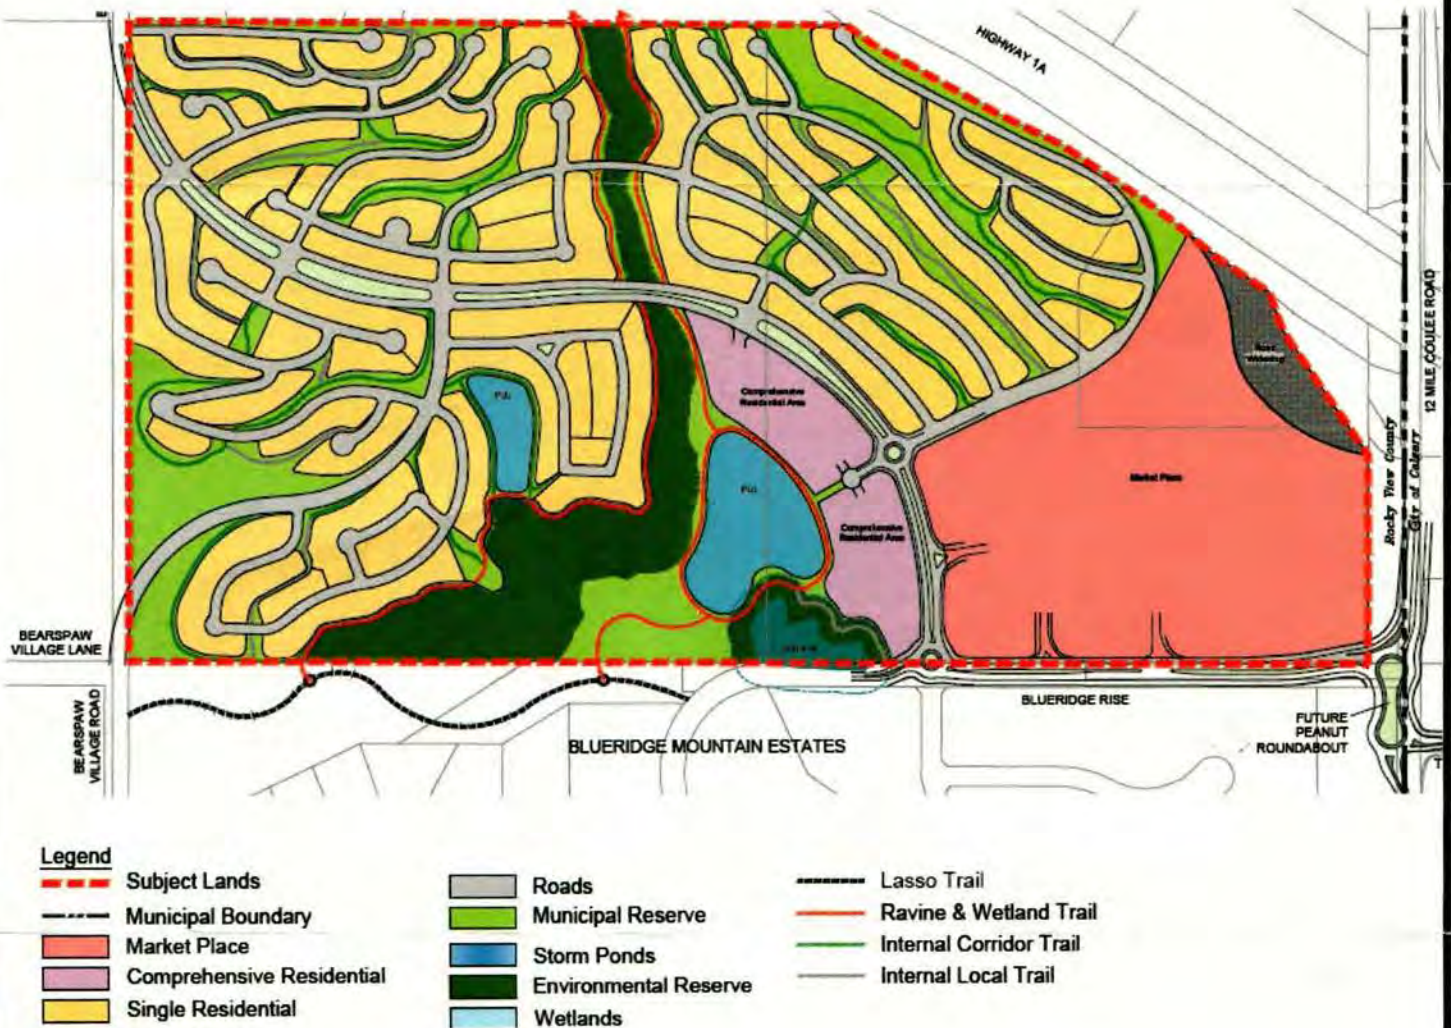 HIGHWAY 1A
12 MILE COULEE ROAD
Road
Widening
Comprehensive
Residential Area
PUL
Rocky View County
City of Calgary
Market Place
PUL
Comprehensive
Residential Area
BEARSPAW
VILLAGE LANE
BEARSPAW
VILLAGE ROAD
BLUERIDGE RISE
BLUERIDGE MOUNTAIN ESTATES
FUTURE
PEANUT
ROUNDABOUT
T
Legend
Subject Lands
Municipal Boundary
Market Place
Comprehensive Residential
Single Residential
Roads
Municipal Reserve
Storm Ponds
Environmental Reserve
Wetlands
Lasso Trail
Ravine & Wetland Trail
Internal Corridor Trail
Internal Local Trail